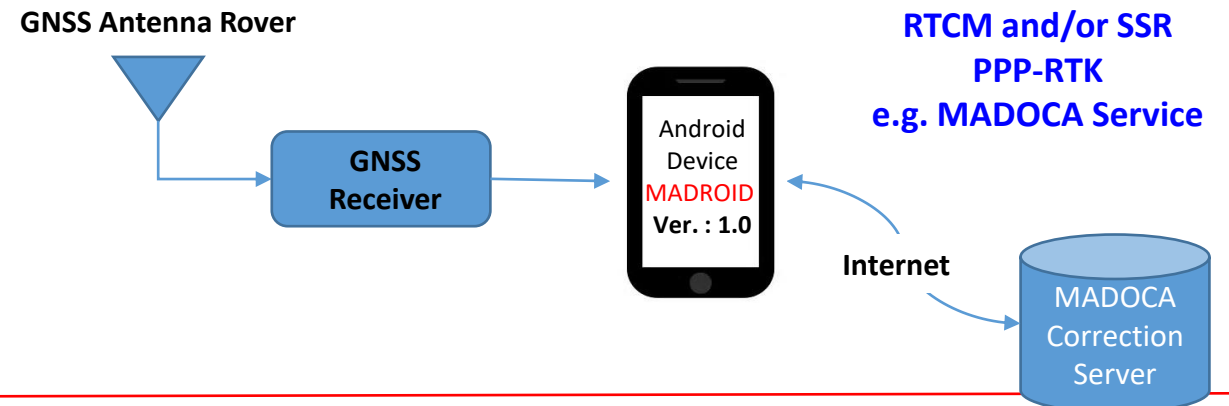 GNSS Antenna Rover
RTCM and/or SSR
PPP-RTK
e.g. MADOCA Service
GNSS
Receiver
Android
Device
MADROID
Ver. : 1.0
Internet
MADOCA
Correction
Server